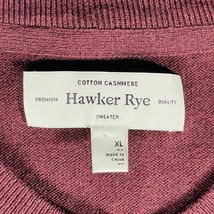 COTTON CASHMERE
PREMIUM Hawker Rye QUALITY
SWEATER
XL
MADE IN
CHINA